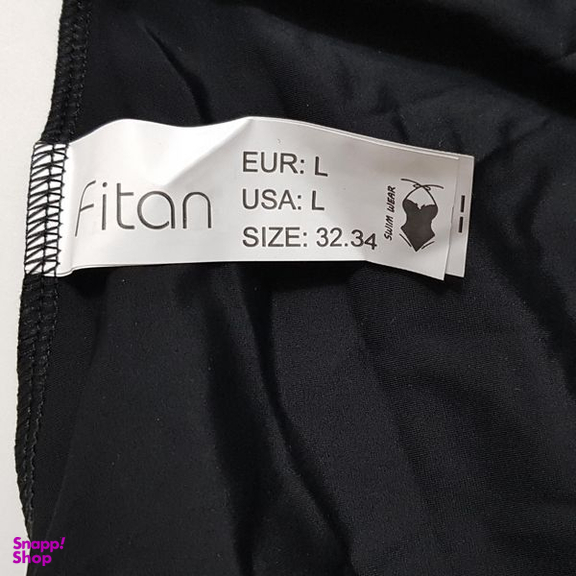 fitan
EUR: L
USA: L
SIZE: 32.34
SWIM WEAR
Snapp!
Shop